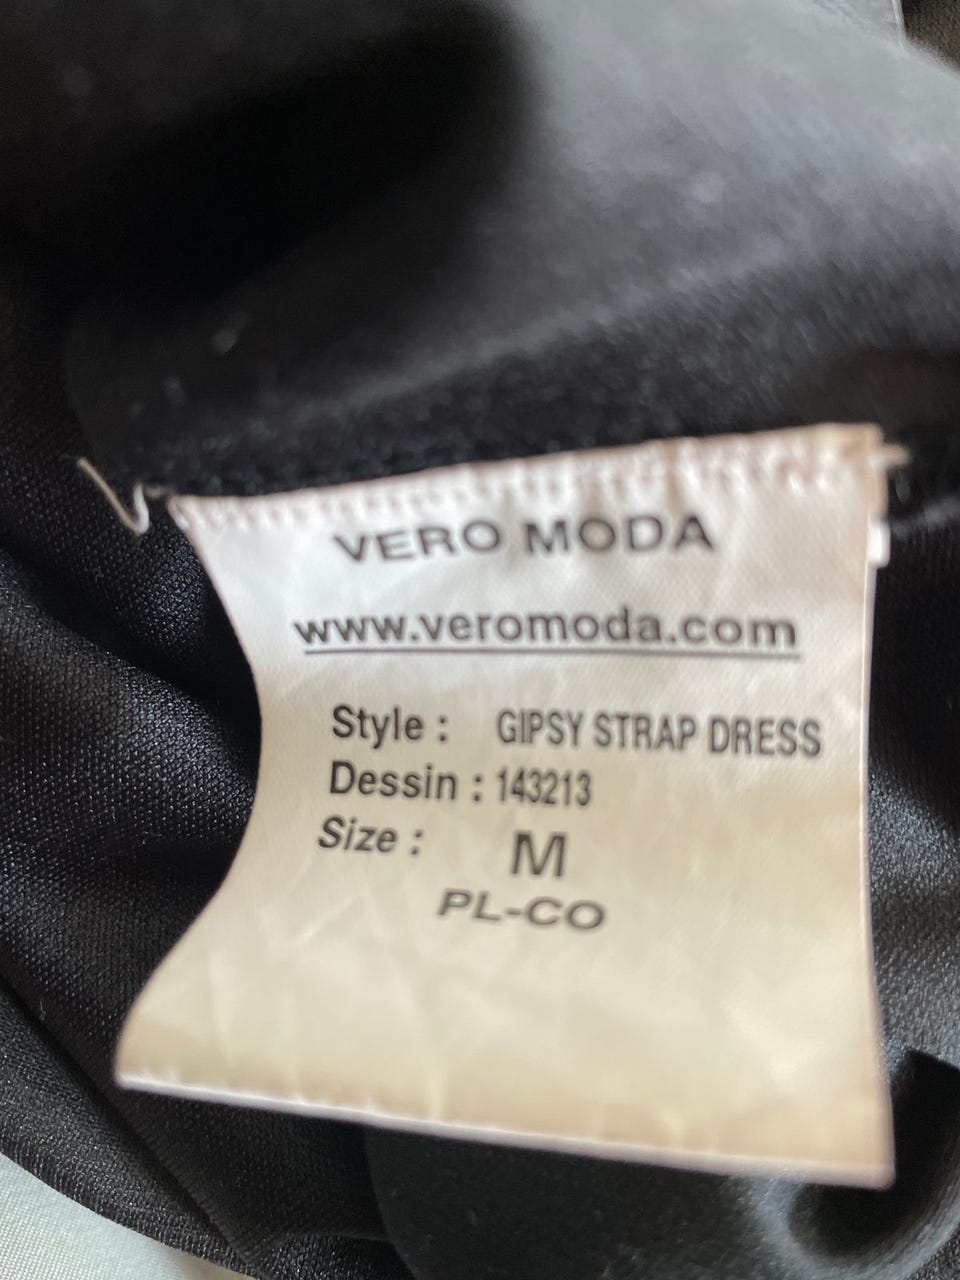 VERO MODA
www.veromoda.com
Style : GIPSY STRAP DRESS
Dessin : 143213
Size : M
PL-CO